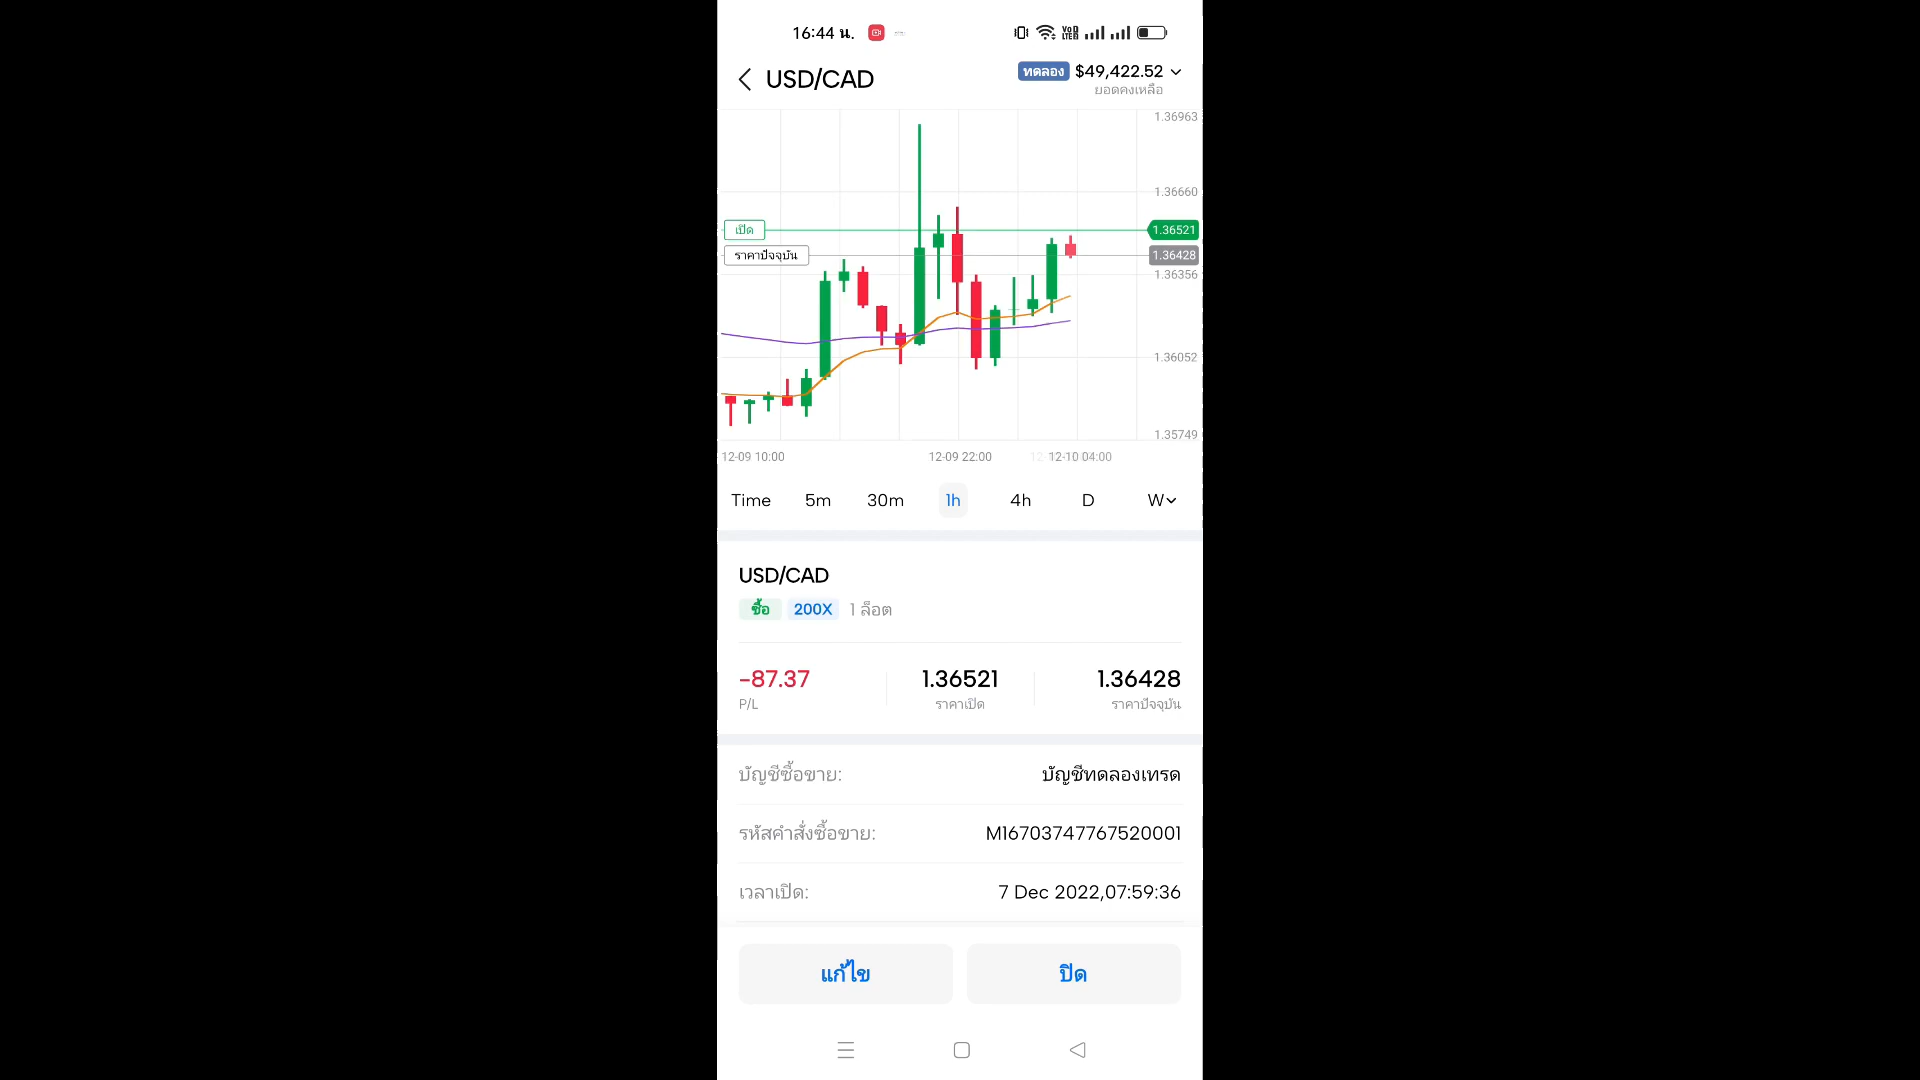 16:44 น.
USD/CAD
ทดลอง $49,422.52
ยอดคงเหลือ
1.36963
1.36660
เปิด 1.36521
ราคาปัจจุบัน 1.36428
1.36356
1.36052
1.35749
12-09 10:00 12-09 22:00 12-10 04:00
Time 5m 30m 1h 4h D W
USD/CAD
ซื้อ 200X 1 ล็อต
-87.37 1.36521 1.36428
P/L ราคาเปิด ราคาปัจจุบัน
บัญชีซื้อขาย: บัญชีทดลองเทรด
รหัสคำสั่งซื้อขาย: M16703747767520001
เวลาเปิด: 7 Dec 2022,07:59:36
แก้ไข ปิด